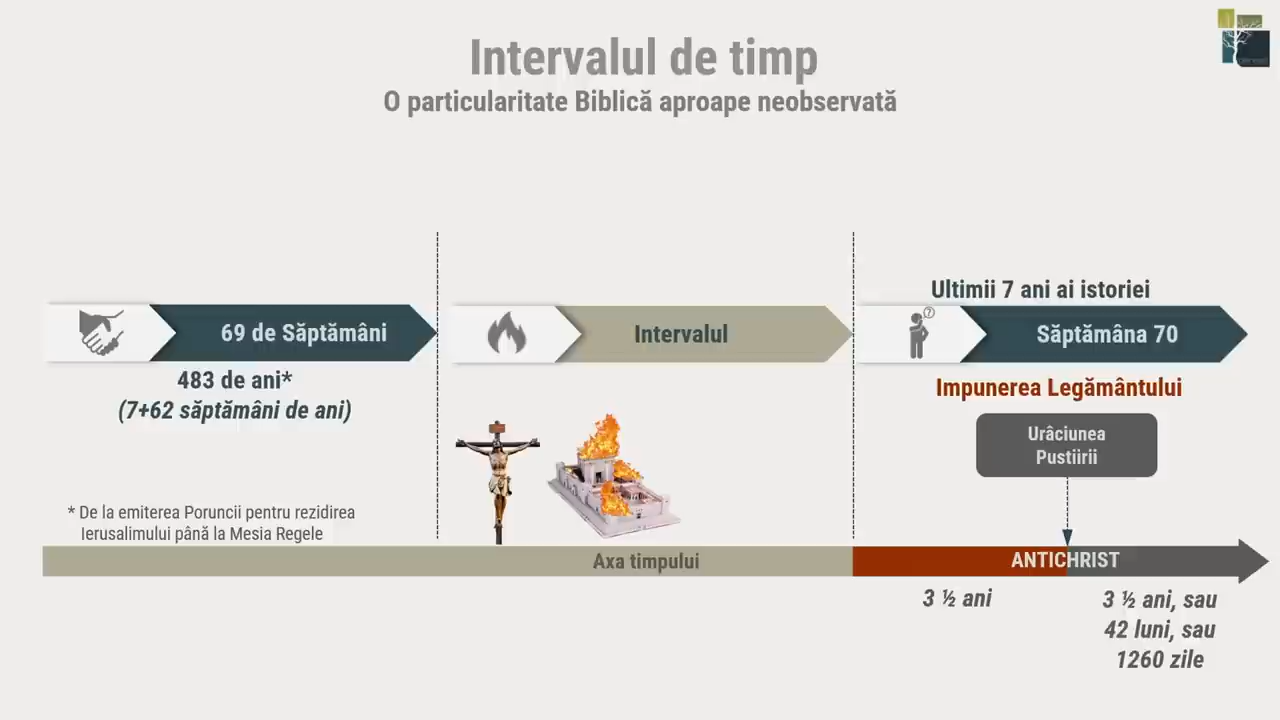 Intervalul de timp
O particularitate Biblică aproape neobservată
Ultimii 7 ani ai istoriei
69 de Săptămâni
Intervalul
?
Săptămâna 70
483 de ani*
(7+62 săptămâni de ani)
Impunerea Legământului
Urâciunea
Pustiirii
* De la emiterea Poruncii pentru rezidirea
Ierusalimului până la Mesia Regele
Axa timpului
ANTICHRIST
3 ½ ani
3 ½ ani, sau
42 luni, sau
1260 zile